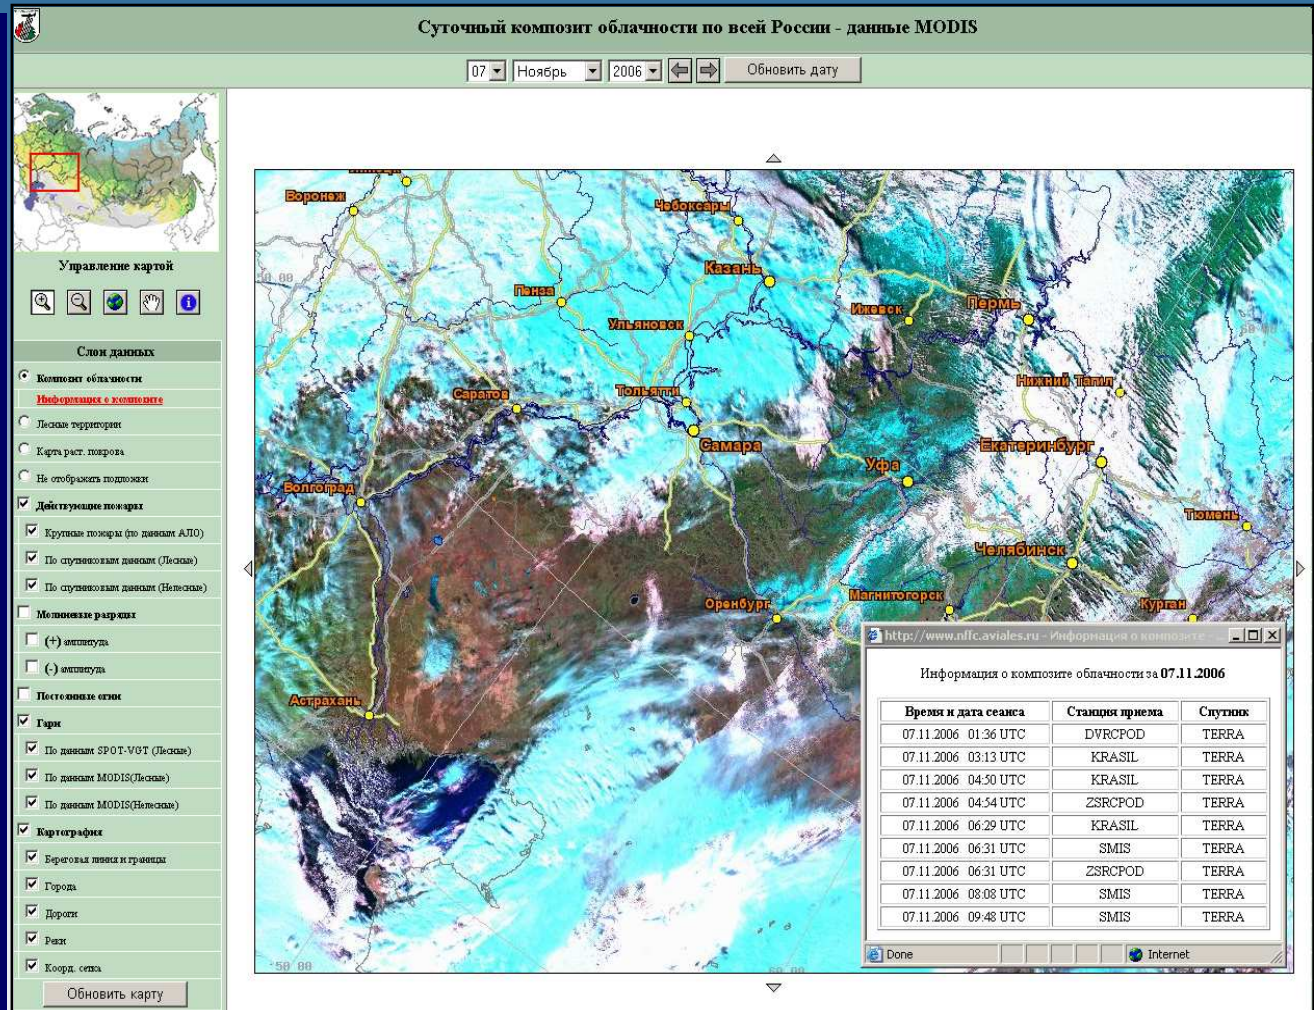 Суточный композит облачности по всей России - данные MODIS
07 Ноябрь 2006 Обновить дату
Управление картой
Слои данных
Композит облачности
Информация о композите
Лесные территории
Карта раст. покрова
Не отображать подложки
Действующие пожары
Крупные пожары (по данным АЛО)
По спутниковым данным (Лесные)
По спутниковым данным (Нелесные)
Молниевые разряды
(+) амплитуда
(-) амплитуда
Постоянные огни
Гари
По данным SPOT-VGT (Лесные)
По данным MODIS(Лесные)
По данным MODIS(Нелесные)
Картография
Береговая линия и границы
Города
Дороги
Реки
Коорд. сетка
Обновить карту
Воронеж
Чебоксары
Казань
Пенза
Ижевск
Пермь
Ульяновск
60 00
Нижний Тагил
Саратов
Тольятти
Самара
Екатеринбург
Уфа
Волгоград
Тюмень
Челябинск
Оренбург
Магнитогорск
Курган
Астрахань
50 00
http://www.nffc.aviales.ru - Информация о композите
Информация о композите облачности за 07.11.2006
Время и дата сеанса Станция приема Спутник
07.11.2006 01:36 UTC DVRCPOD TERRA
07.11.2006 03:13 UTC KRASIL TERRA
07.11.2006 04:50 UTC KRASIL TERRA
07.11.2006 04:54 UTC ZSRCPOD TERRA
07.11.2006 06:29 UTC KRASIL TERRA
07.11.2006 06:31 UTC SMIS TERRA
07.11.2006 06:31 UTC ZSRCPOD TERRA
07.11.2006 08:08 UTC SMIS TERRA
07.11.2006 09:48 UTC SMIS TERRA
Done Internet